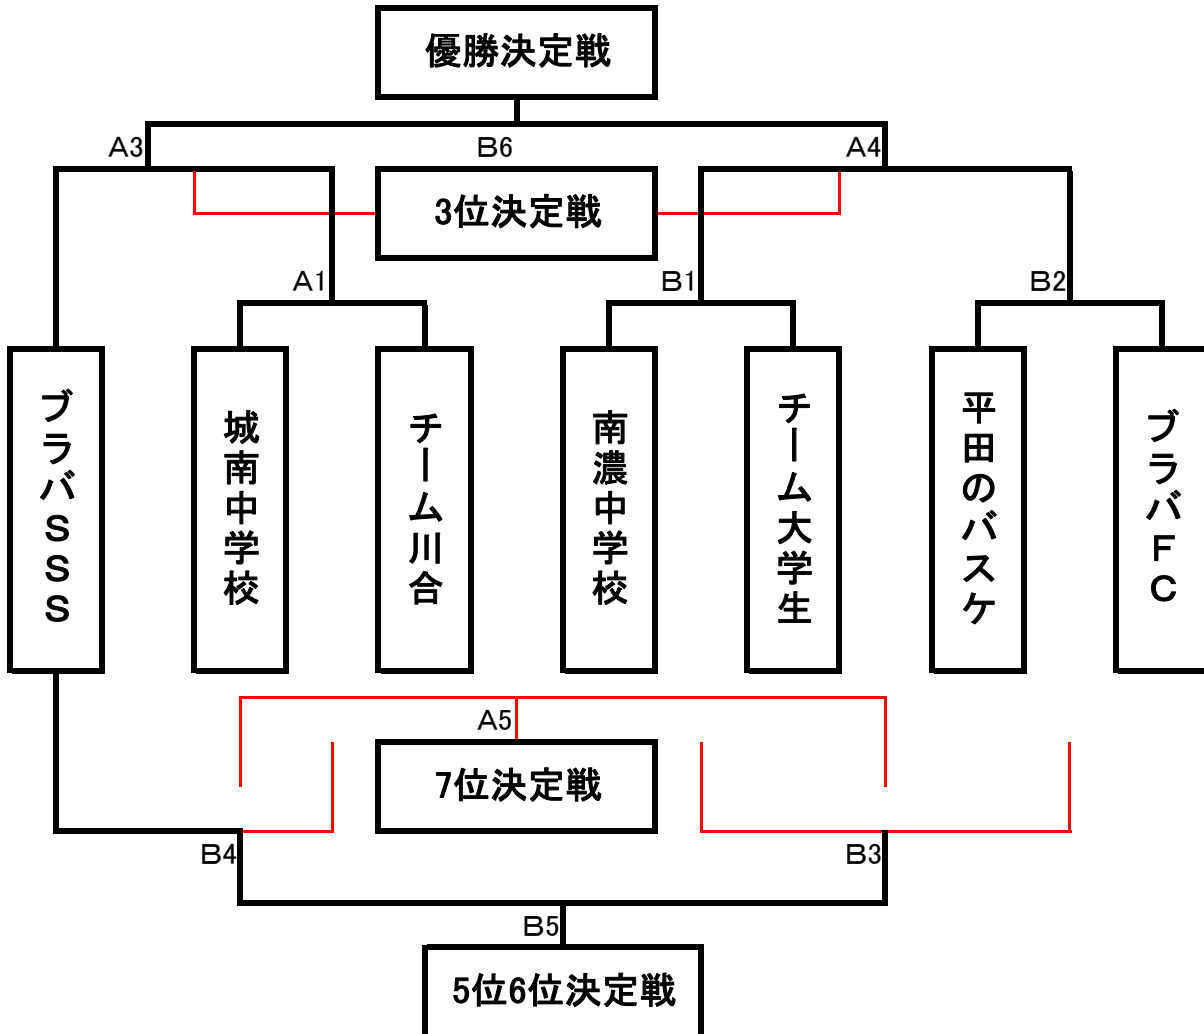 優勝決定戦
A3
B6
A4
3位決定戦
A1
B1
B2
ブラバSSS
城南中学校
チーム川合
南濃中学校
チーム大学生
平田のバスケ
ブラバFC
A5
7位決定戦
B4
B3
B5
5位6位決定戦